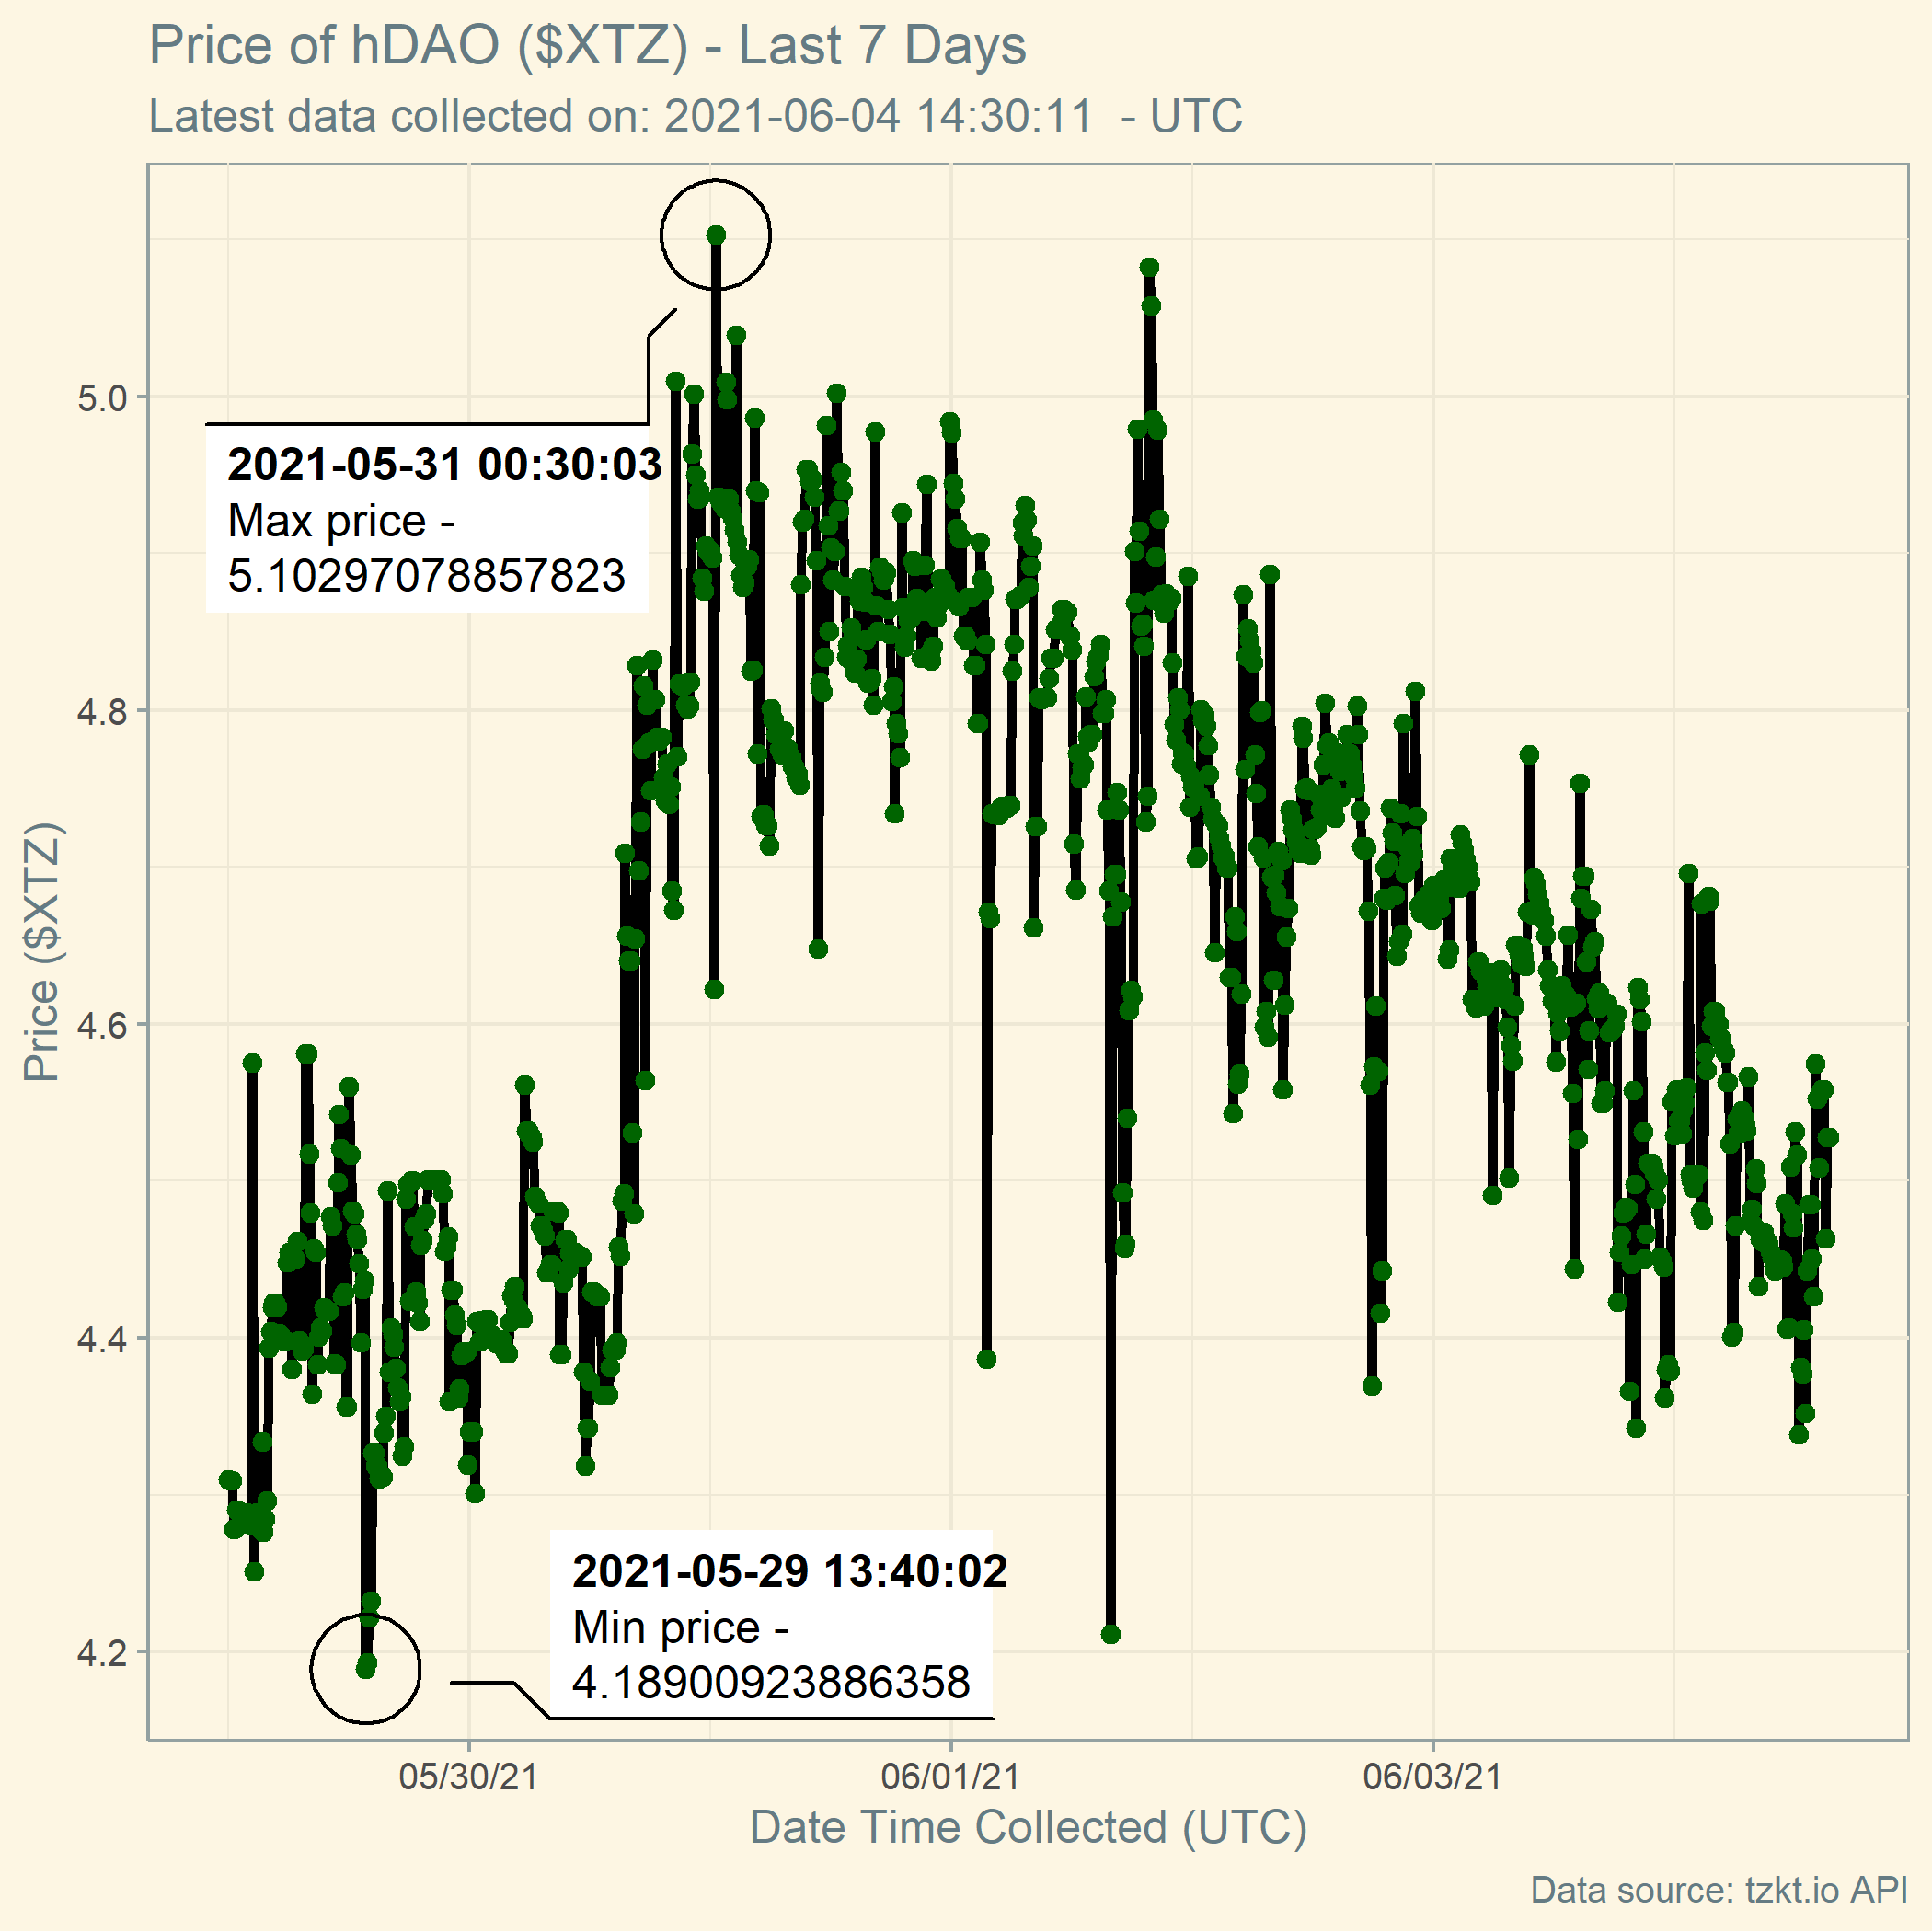 Price of hDAO ($XTZ) - Last 7 Days
Latest data collected on: 2021-06-04 14:30:11  - UTC
Price ($XTZ)
5.0
4.8
4.6
4.4
4.2
2021-05-31 00:30:03
Max price -
5.10297078857823
2021-05-29 13:40:02
Min price -
4.18900923886358
05/30/21
06/01/21
06/03/21
Date Time Collected (UTC)
Data source: tzkt.io API